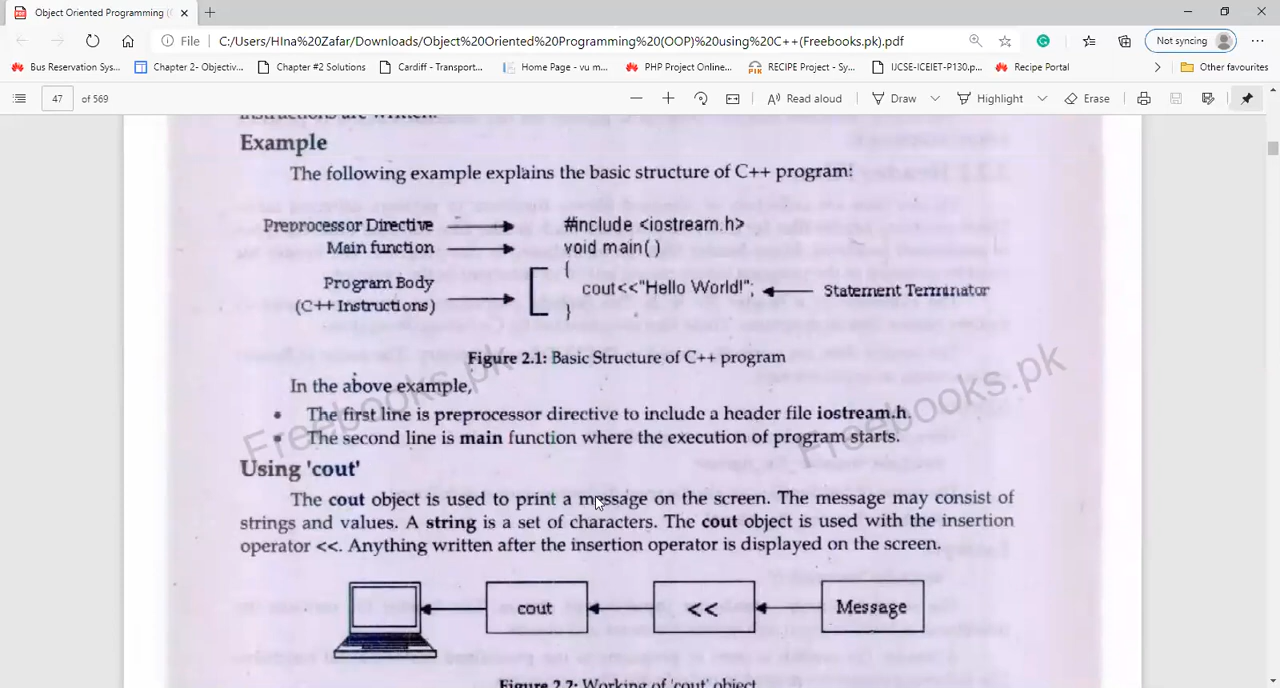 Object Oriented Programming ((
File
C:/Users/HIna%20Zafar/Downloads/Object%20Oriented%20Programming%20(OOP)%20using%20C++(Freebooks.pk).pdf
Not syncing
Bus Reservation Sy...
Chapter 2- Objectiv...
Chapter #2 Solutions
Cardiff - Transport...
Home Page - vu m...
PHP Project Online...
RECIPE Project - Sy...
IJCSE-ICEIET-P130.p...
Recipe Portal
Other favourites
47 of 569
Read aloud
Draw
Highlight
Erase
instructions are written.
Example
The following example explains the basic structure of C++ program:
Preprocessor Directive #include <iostream.h>
Main function void main( )
{
Program Body
(C++ Instructions)
cout<<"Hello World!"; Statement Terminator
}
Figure 2.1: Basic Structure of C++ program
In the above example,
• The first line is preprocessor directive to include a header file iostream.h.
• The second line is main function where the execution of program starts.
Freebooks.pk
Freebooks.pk
Using 'cout'
The cout object is used to print a message on the screen. The message may consist of
strings and values. A string is a set of characters. The cout object is used with the insertion
operator <<. Anything written after the insertion operator is displayed on the screen.
cout << Message
Figure 2.2: Working of 'cout' object